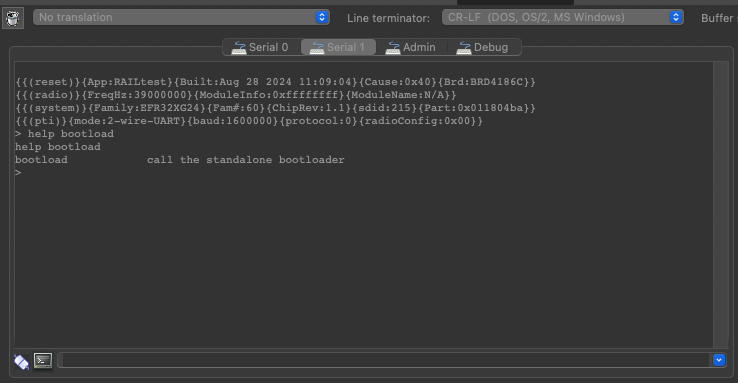 No translation Line terminator: CR-LF (DOS, OS/2, MS Windows) Buffer
Serial 0 Serial 1 Admin Debug
{{(reset)}{App:RAILtest}{Built:Aug 28 2024 11:09:04}{Cause:0x40}{Brd:BRD4186C}}
{{(radio)}{FreqHz:39000000}{ModuleInfo:0xffffffff}{ModuleName:N/A}}
{{(system)}{Family:EFR32XG24}{Fam#:60}{ChipRev:1.1}{sdid:215}{Part:0x011804ba}}
{{(pti)}{mode:2-wire-UART}{baud:1600000}{protocol:0}{radioConfig:0x00}}
> help bootload
help bootload
bootload call the standalone bootloader
>